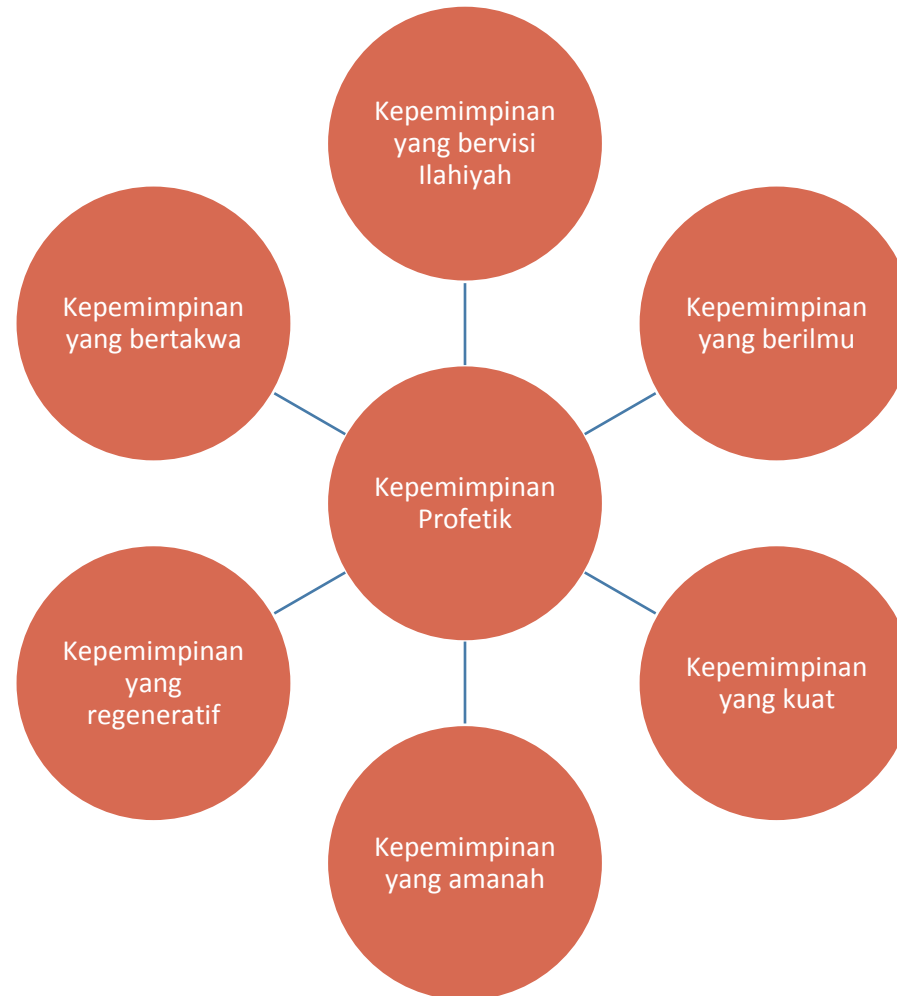 Kepemimpinan
yang bervisi
Ilahiyah
Kepemimpinan
yang berilmu
Kepemimpinan
yang kuat
Kepemimpinan
yang amanah
Kepemimpinan
yang
regeneratif
Kepemimpinan
yang bertakwa
Kepemimpinan
Profetik